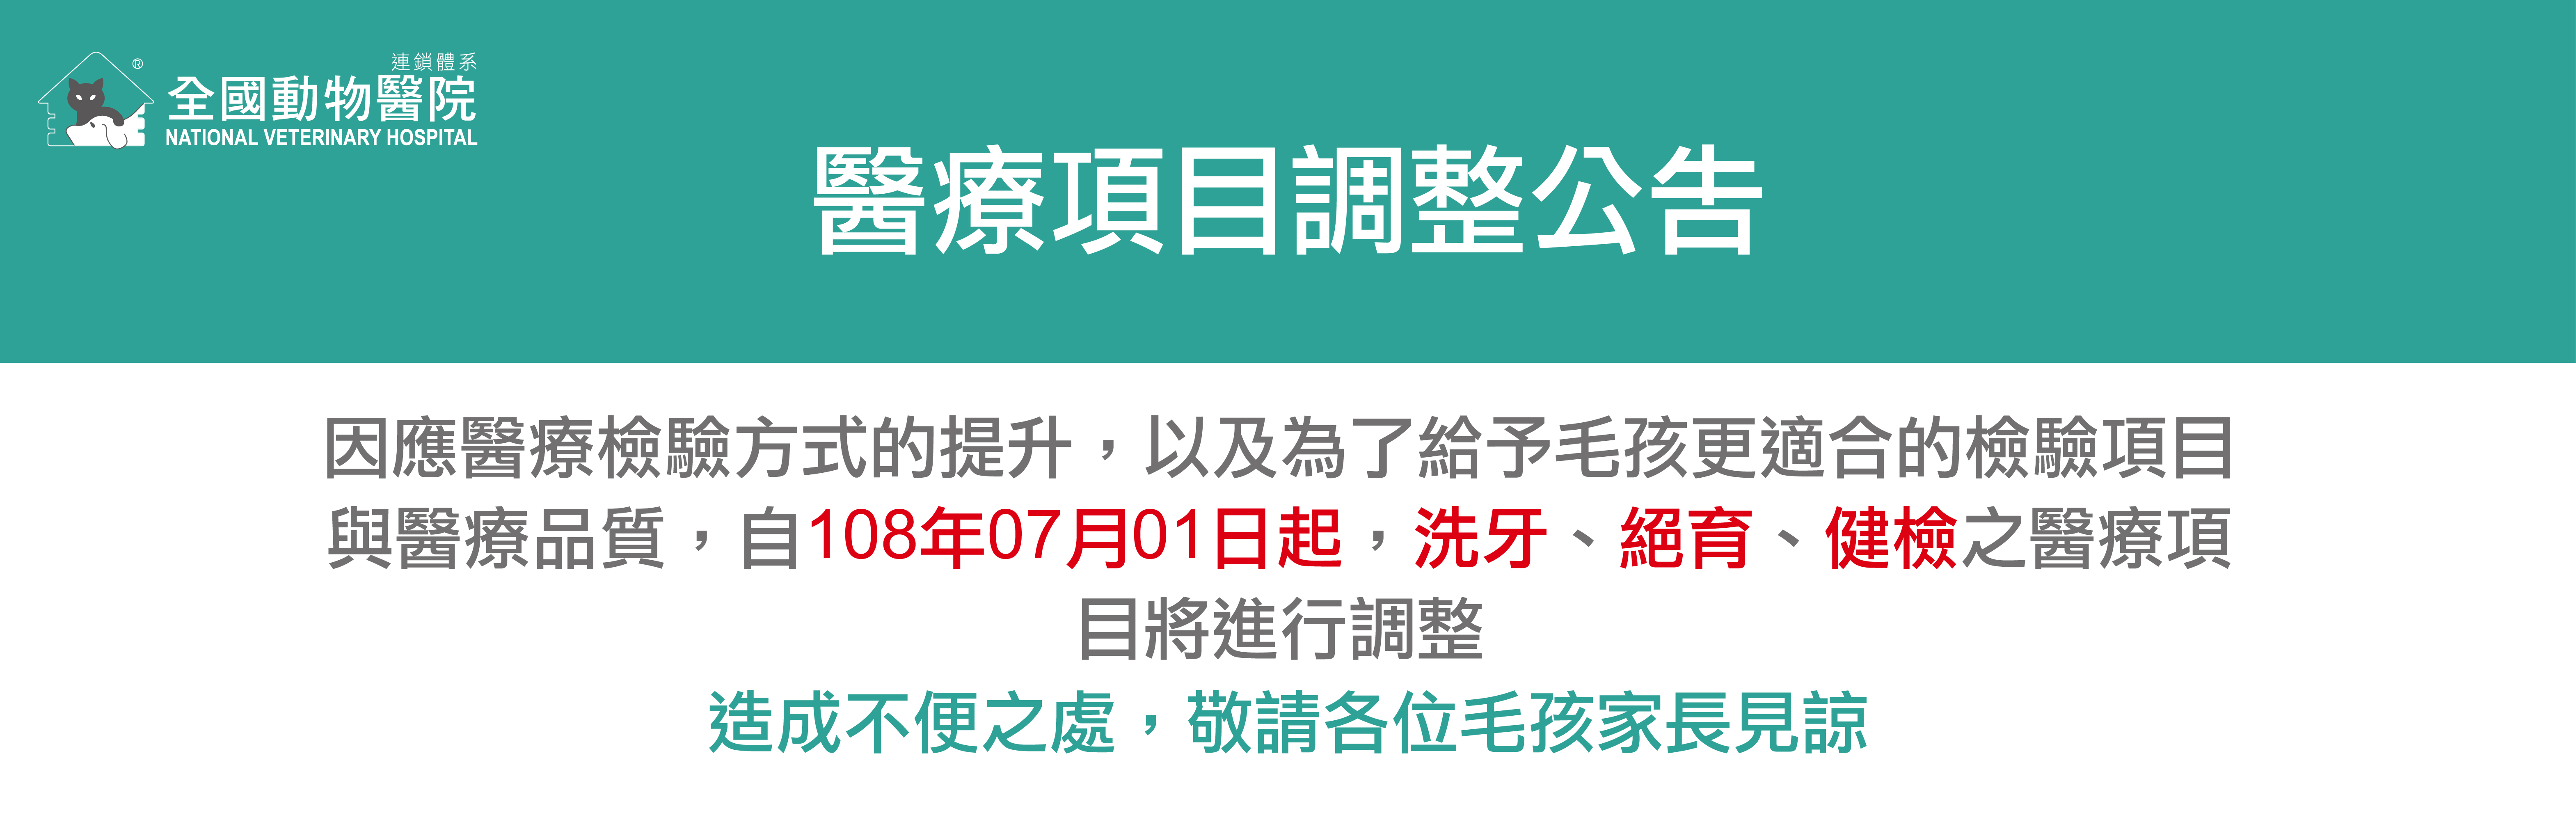 連鎖體系
®
全國動物醫院
NATIONAL VETERINARY HOSPITAL
醫療項目調整公告
因應醫療檢驗方式的提升，以及為了給予毛孩更適合的檢驗項目
與醫療品質，自108年07月01日起，洗牙、絕育、健檢之醫療項
目將進行調整
造成不便之處，敬請各位毛孩家長見諒